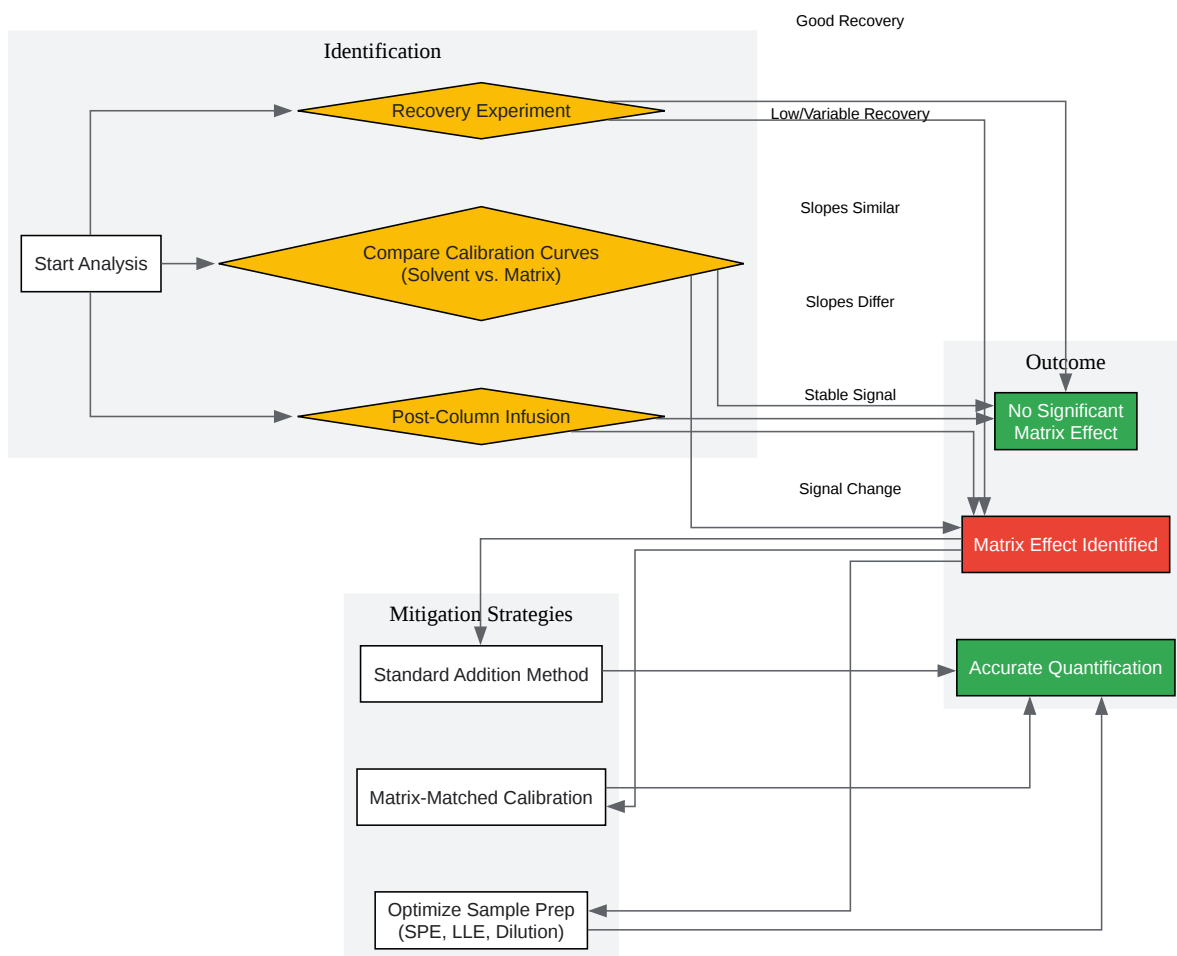 Good Recovery
Identification
Recovery Experiment
Low/Variable Recovery
Slopes Similar
Compare Calibration Curves
(Solvent vs. Matrix)
Start Analysis
Slopes Differ
Outcome
Stable Signal
No Significant
Matrix Effect
Post-Column Infusion
Signal Change
Matrix Effect Identified
Mitigation Strategies
Standard Addition Method
Accurate Quantification
Matrix-Matched Calibration
Optimize Sample Prep
(SPE, LLE, Dilution)